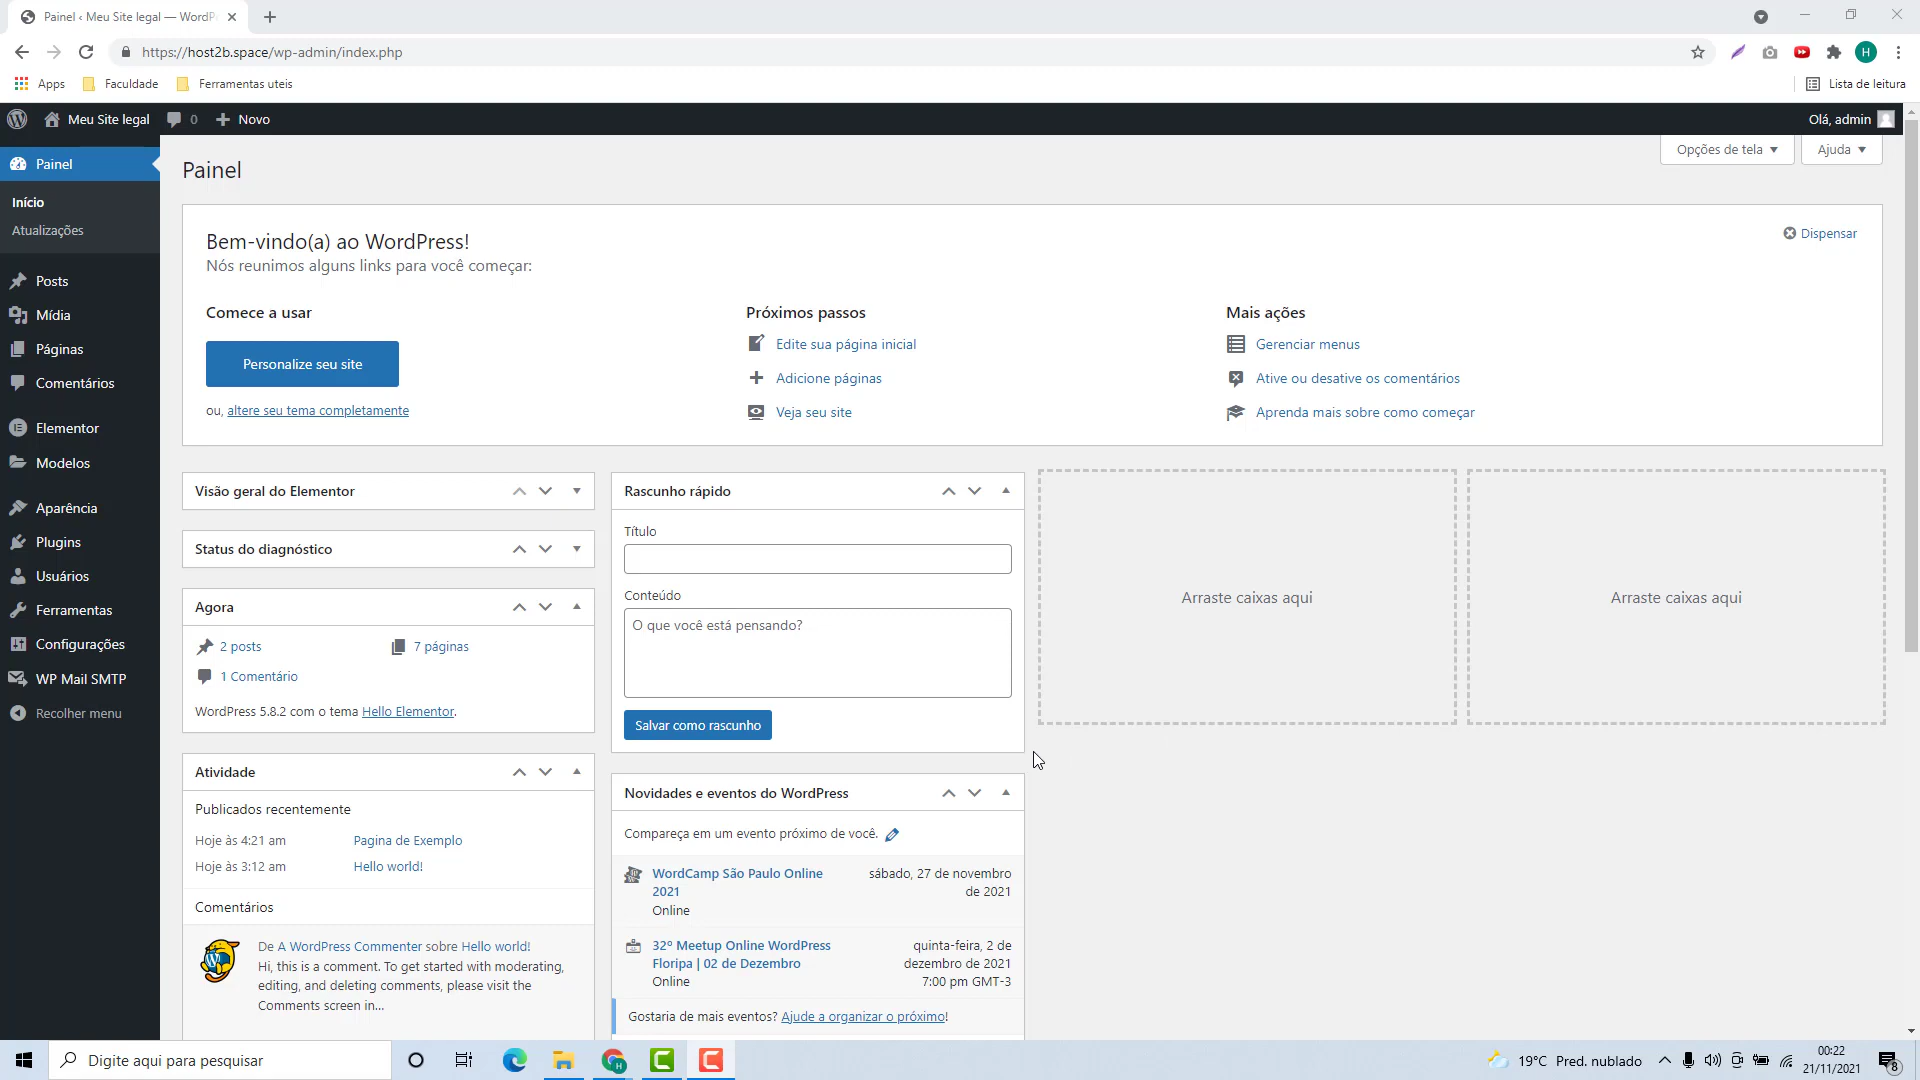 Painel ‹ Meu Site legal — WordP
https://host2b.space/wp-admin/index.php
H
Apps
Faculdade
Ferramentas uteis
Lista de leitura
Meu Site legal
0
Novo
Olá, admin
Painel
Início
Atualizações
Posts
Mídia
Páginas
Comentários
Elementor
Modelos
Aparência
Plugins
Usuários
Ferramentas
Configurações
WP Mail SMTP
Recolher menu
Painel
Opções de tela
Ajuda
Bem-vindo(a) ao WordPress!
Nós reunimos alguns links para você começar:
Dispensar
Comece a usar
Personalize seu site
ou, altere seu tema completamente
Próximos passos
Edite sua página inicial
Adicione páginas
Veja seu site
Mais ações
Gerenciar menus
Ative ou desative os comentários
Aprenda mais sobre como começar
Visão geral do Elementor
Status do diagnóstico
Agora
2 posts
7 páginas
1 Comentário
WordPress 5.8.2 com o tema Hello Elementor.
Atividade
Publicados recentemente
Hoje às 4:21 am
Pagina de Exemplo
Hoje às 3:12 am
Hello world!
Comentários
De A WordPress Commenter sobre Hello world!
Hi, this is a comment. To get started with moderating,
editing, and deleting comments, please visit the
Comments screen in…
Rascunho rápido
Título
Conteúdo
O que você está pensando?
Salvar como rascunho
Novidades e eventos do WordPress
Compareça em um evento próximo de você.
WordCamp São Paulo Online
2021
Online
sábado, 27 de novembro
de 2021
32º Meetup Online WordPress
Floripa | 02 de Dezembro
Online
quinta-feira, 2 de
dezembro de 2021
7:00 pm GMT-3
Gostaria de mais eventos? Ajude a organizar o próximo!
Arraste caixas aqui
Arraste caixas aqui
Digite aqui para pesquisar
19°C Pred. nublado
00:22
21/11/2021
8